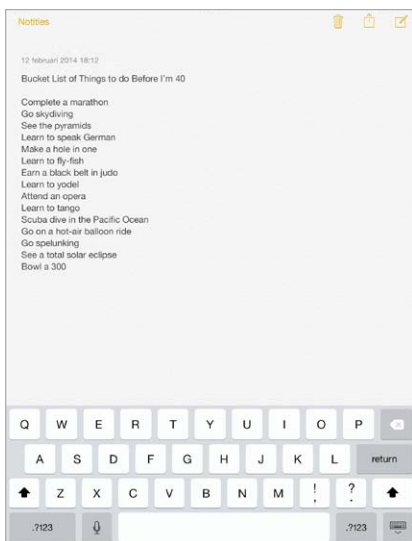 Notities
12 februari 2014 18:12
Bucket List of Things to do Before I'm 40
Complete a marathon
Go skydiving
See the pyramids
Learn to speak German
Make a hole in one
Learn to fly-fish
Earn a black belt in judo
Learn to yodel
Attend an opera
Learn to tango
Scuba dive in the Pacific Ocean
Go on a hot-air balloon ride
Go spelunking
See a total solar eclipse
Bowl a 300
Q W E R T Y U I O P
A S D F G H J K L return
Z X C V B N M ! , ? .
.?123 .?123